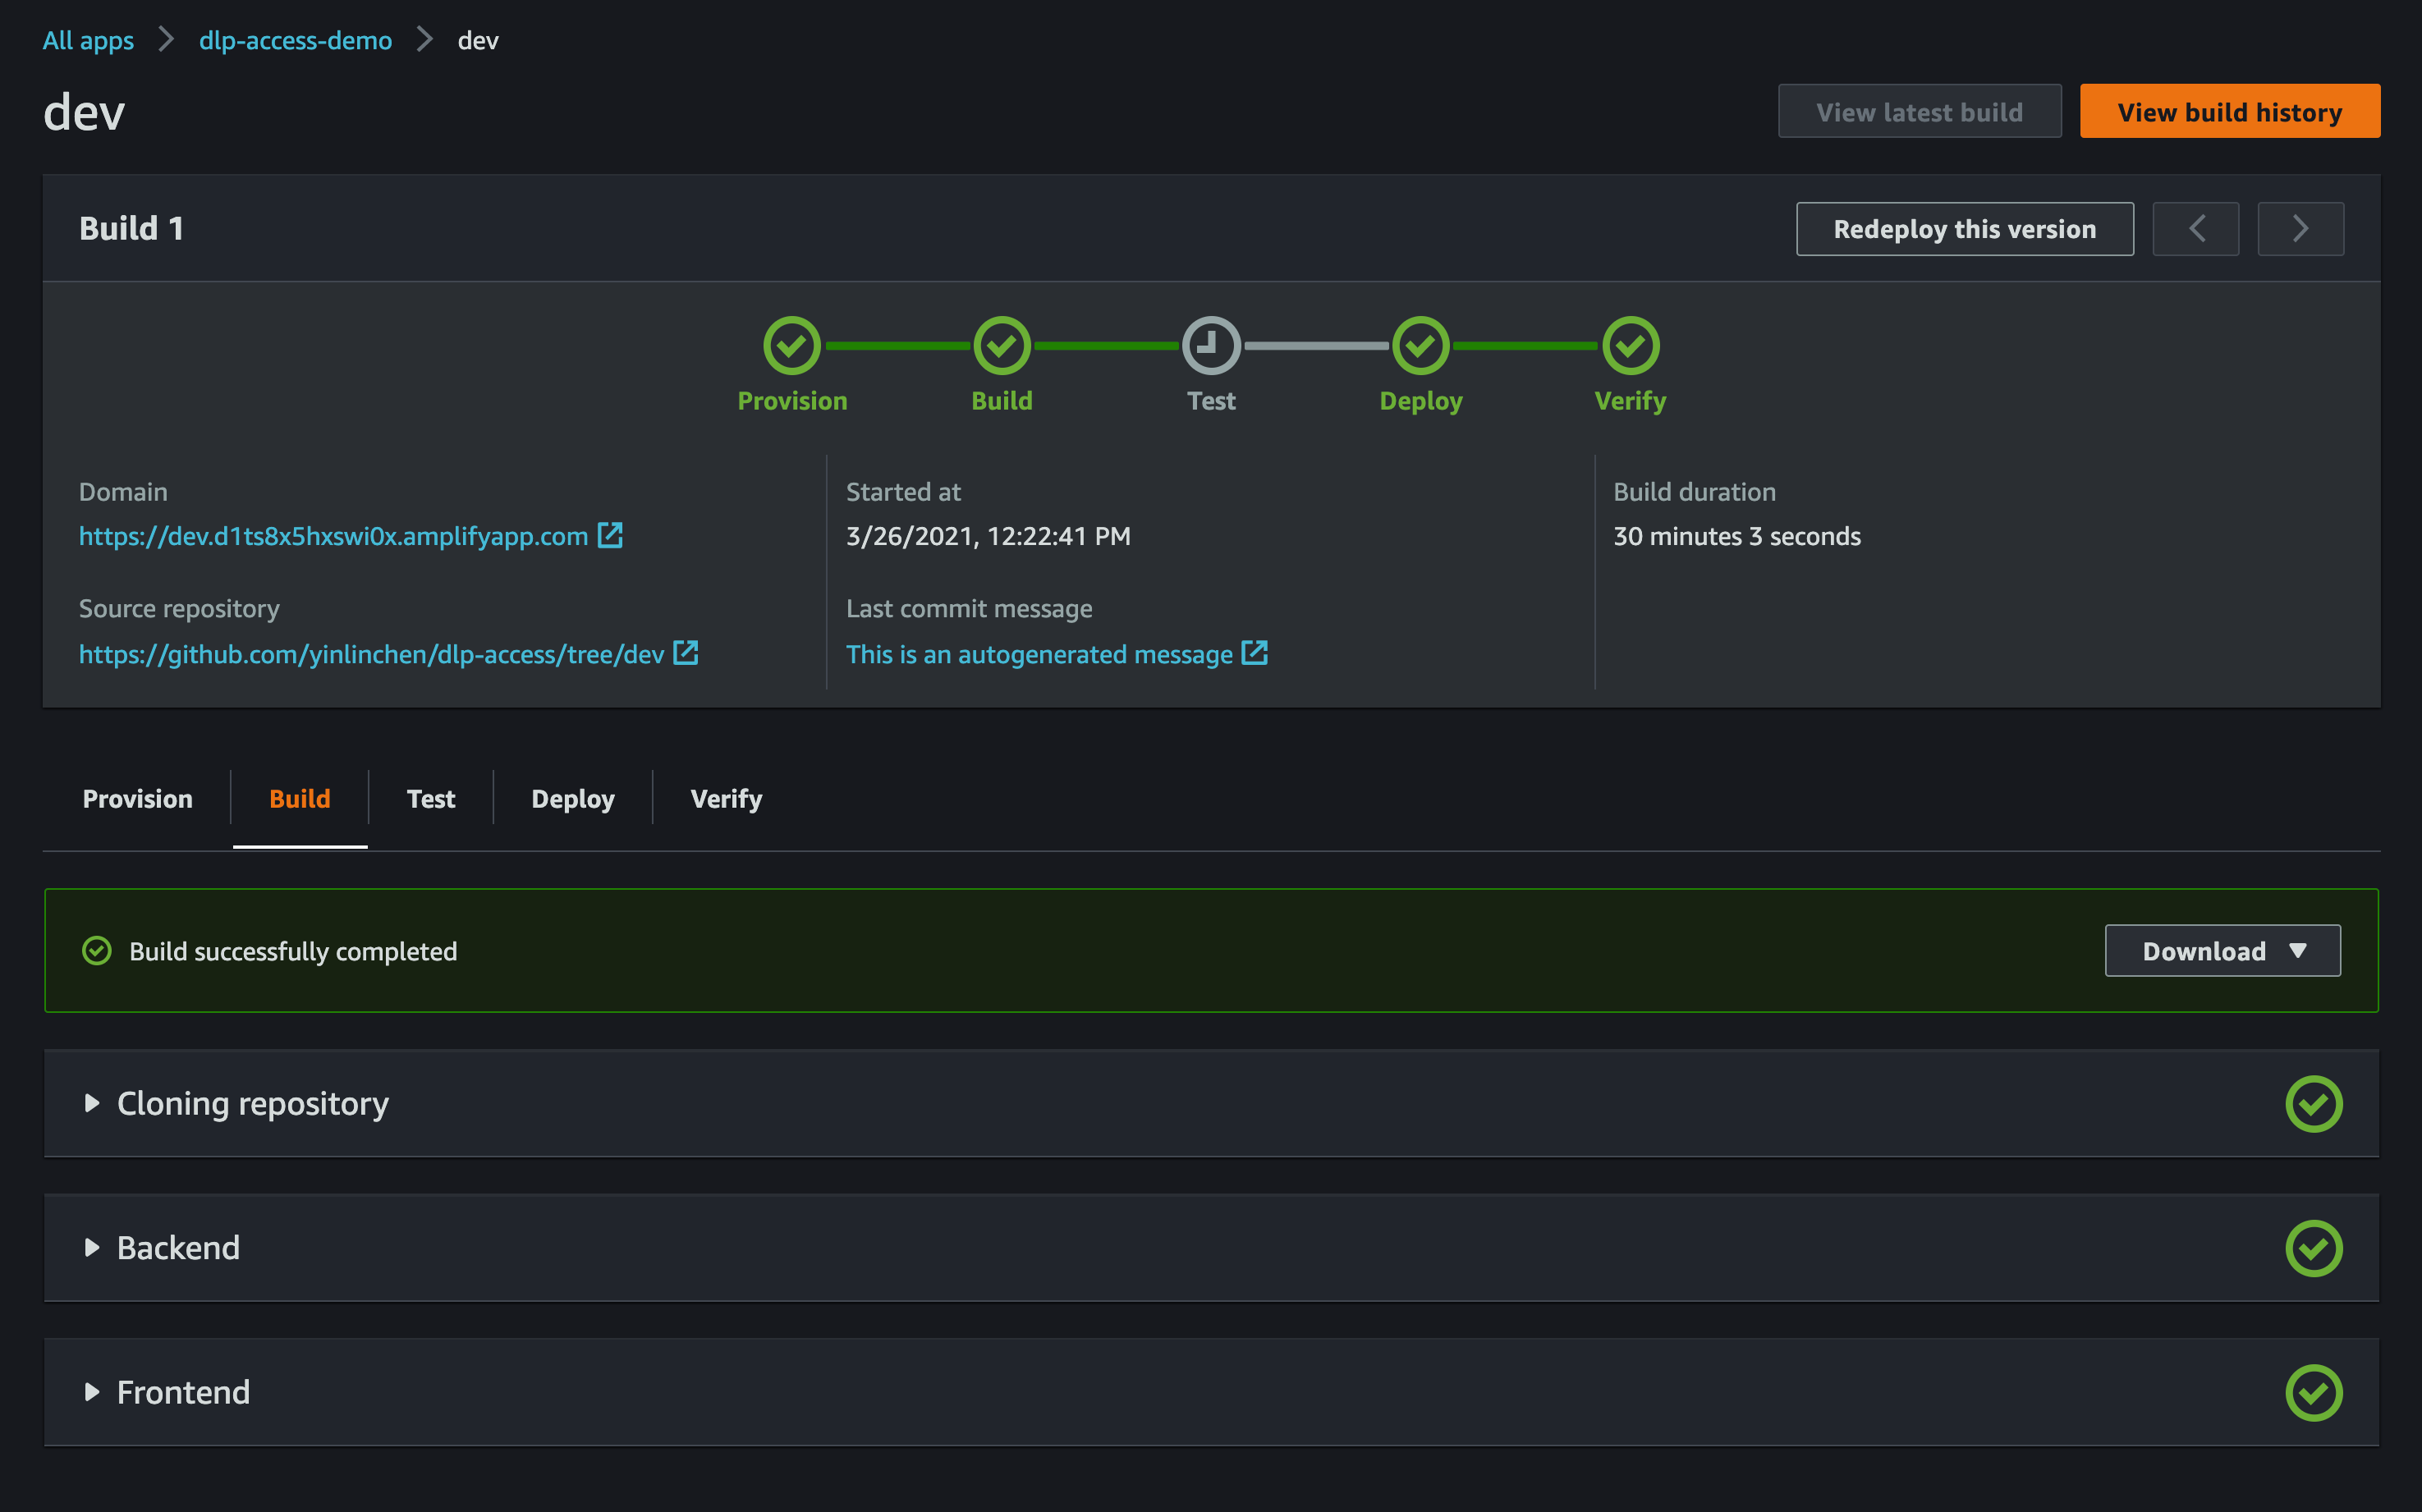 All apps > dlp-access-demo > dev
dev
View latest build
View build history
Build 1
Redeploy this version
Provision
Build
Test
Deploy
Verify
Domain
https://dev.d1ts8x5hxswi0x.amplifyapp.com
Started at
3/26/2021, 12:22:41 PM
Build duration
30 minutes 3 seconds
Source repository
https://github.com/yinlinchen/dlp-access/tree/dev
Last commit message
This is an autogenerated message
Provision
Build
Test
Deploy
Verify
Build successfully completed
Download
Cloning repository
Backend
Frontend